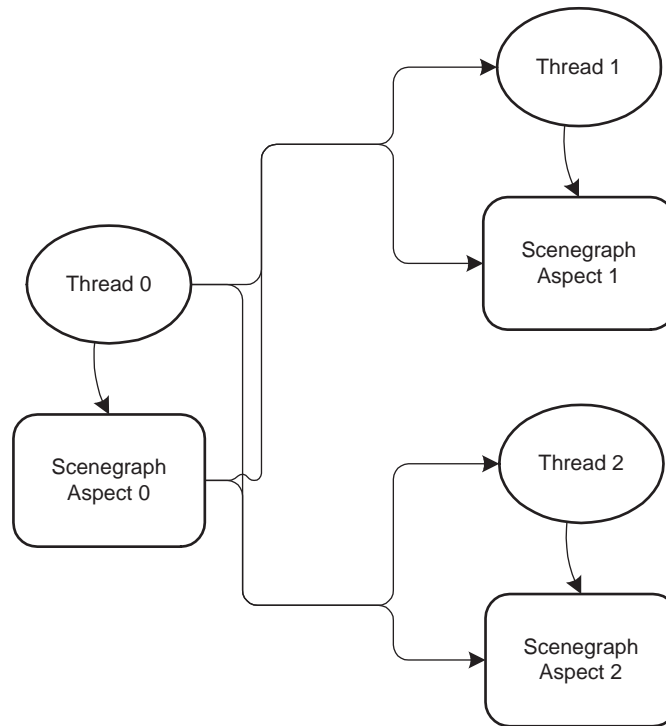 Thread 1
Scenegraph
Aspect 1
Thread 0
Scenegraph
Aspect 0
Thread 2
Scenegraph
Aspect 2